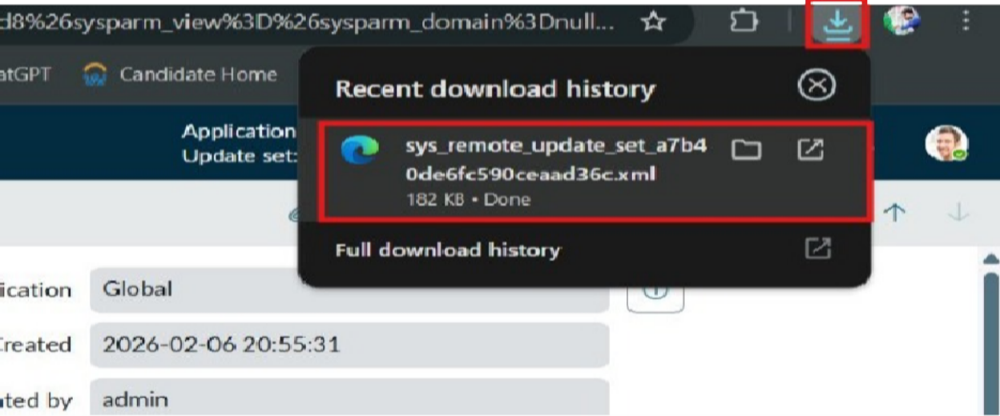 d8%26sysparm_view%3D%26sysparm_domain%3Dnull...
atGPT Candidate Home
Recent download history
Application
Update set:
sys_remote_update_set_a7b4
0de6fc590ceaad36c.xml
182 KB • Done
Full download history
ication Global
Created 2026-02-06 20:55:31
ted by admin